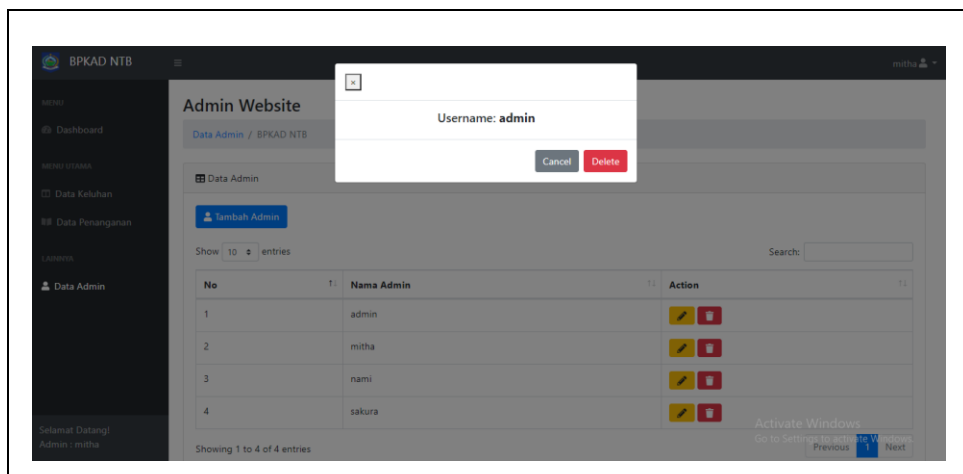 BPKAD NTB
mitha
×
Username: admin
Cancel Delete
MENU
Dashboard
MENU UTAMA
Data Keluhan
Data Penanganan
LAINNYA
Data Admin
Selamat Datang!
Admin : mitha
Admin Website
Data Admin / BPKAD NTB
Data Admin
Tambah Admin
Show 10 entries
Search:
No Nama Admin Action
1 admin
2 mitha
3 nami
4 sakura
Showing 1 to 4 of 4 entries
Previous 1 Next
Activate Windows
Go to Settings to activate Windows.